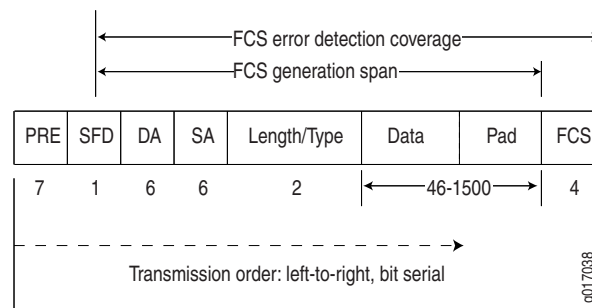 FCS error detection coverage
FCS generation span
PRE SFD DA SA Length/Type Data Pad FCS
7 1 6 6 2 46-1500 4
Transmission order: left-to-right, bit serial
g017038